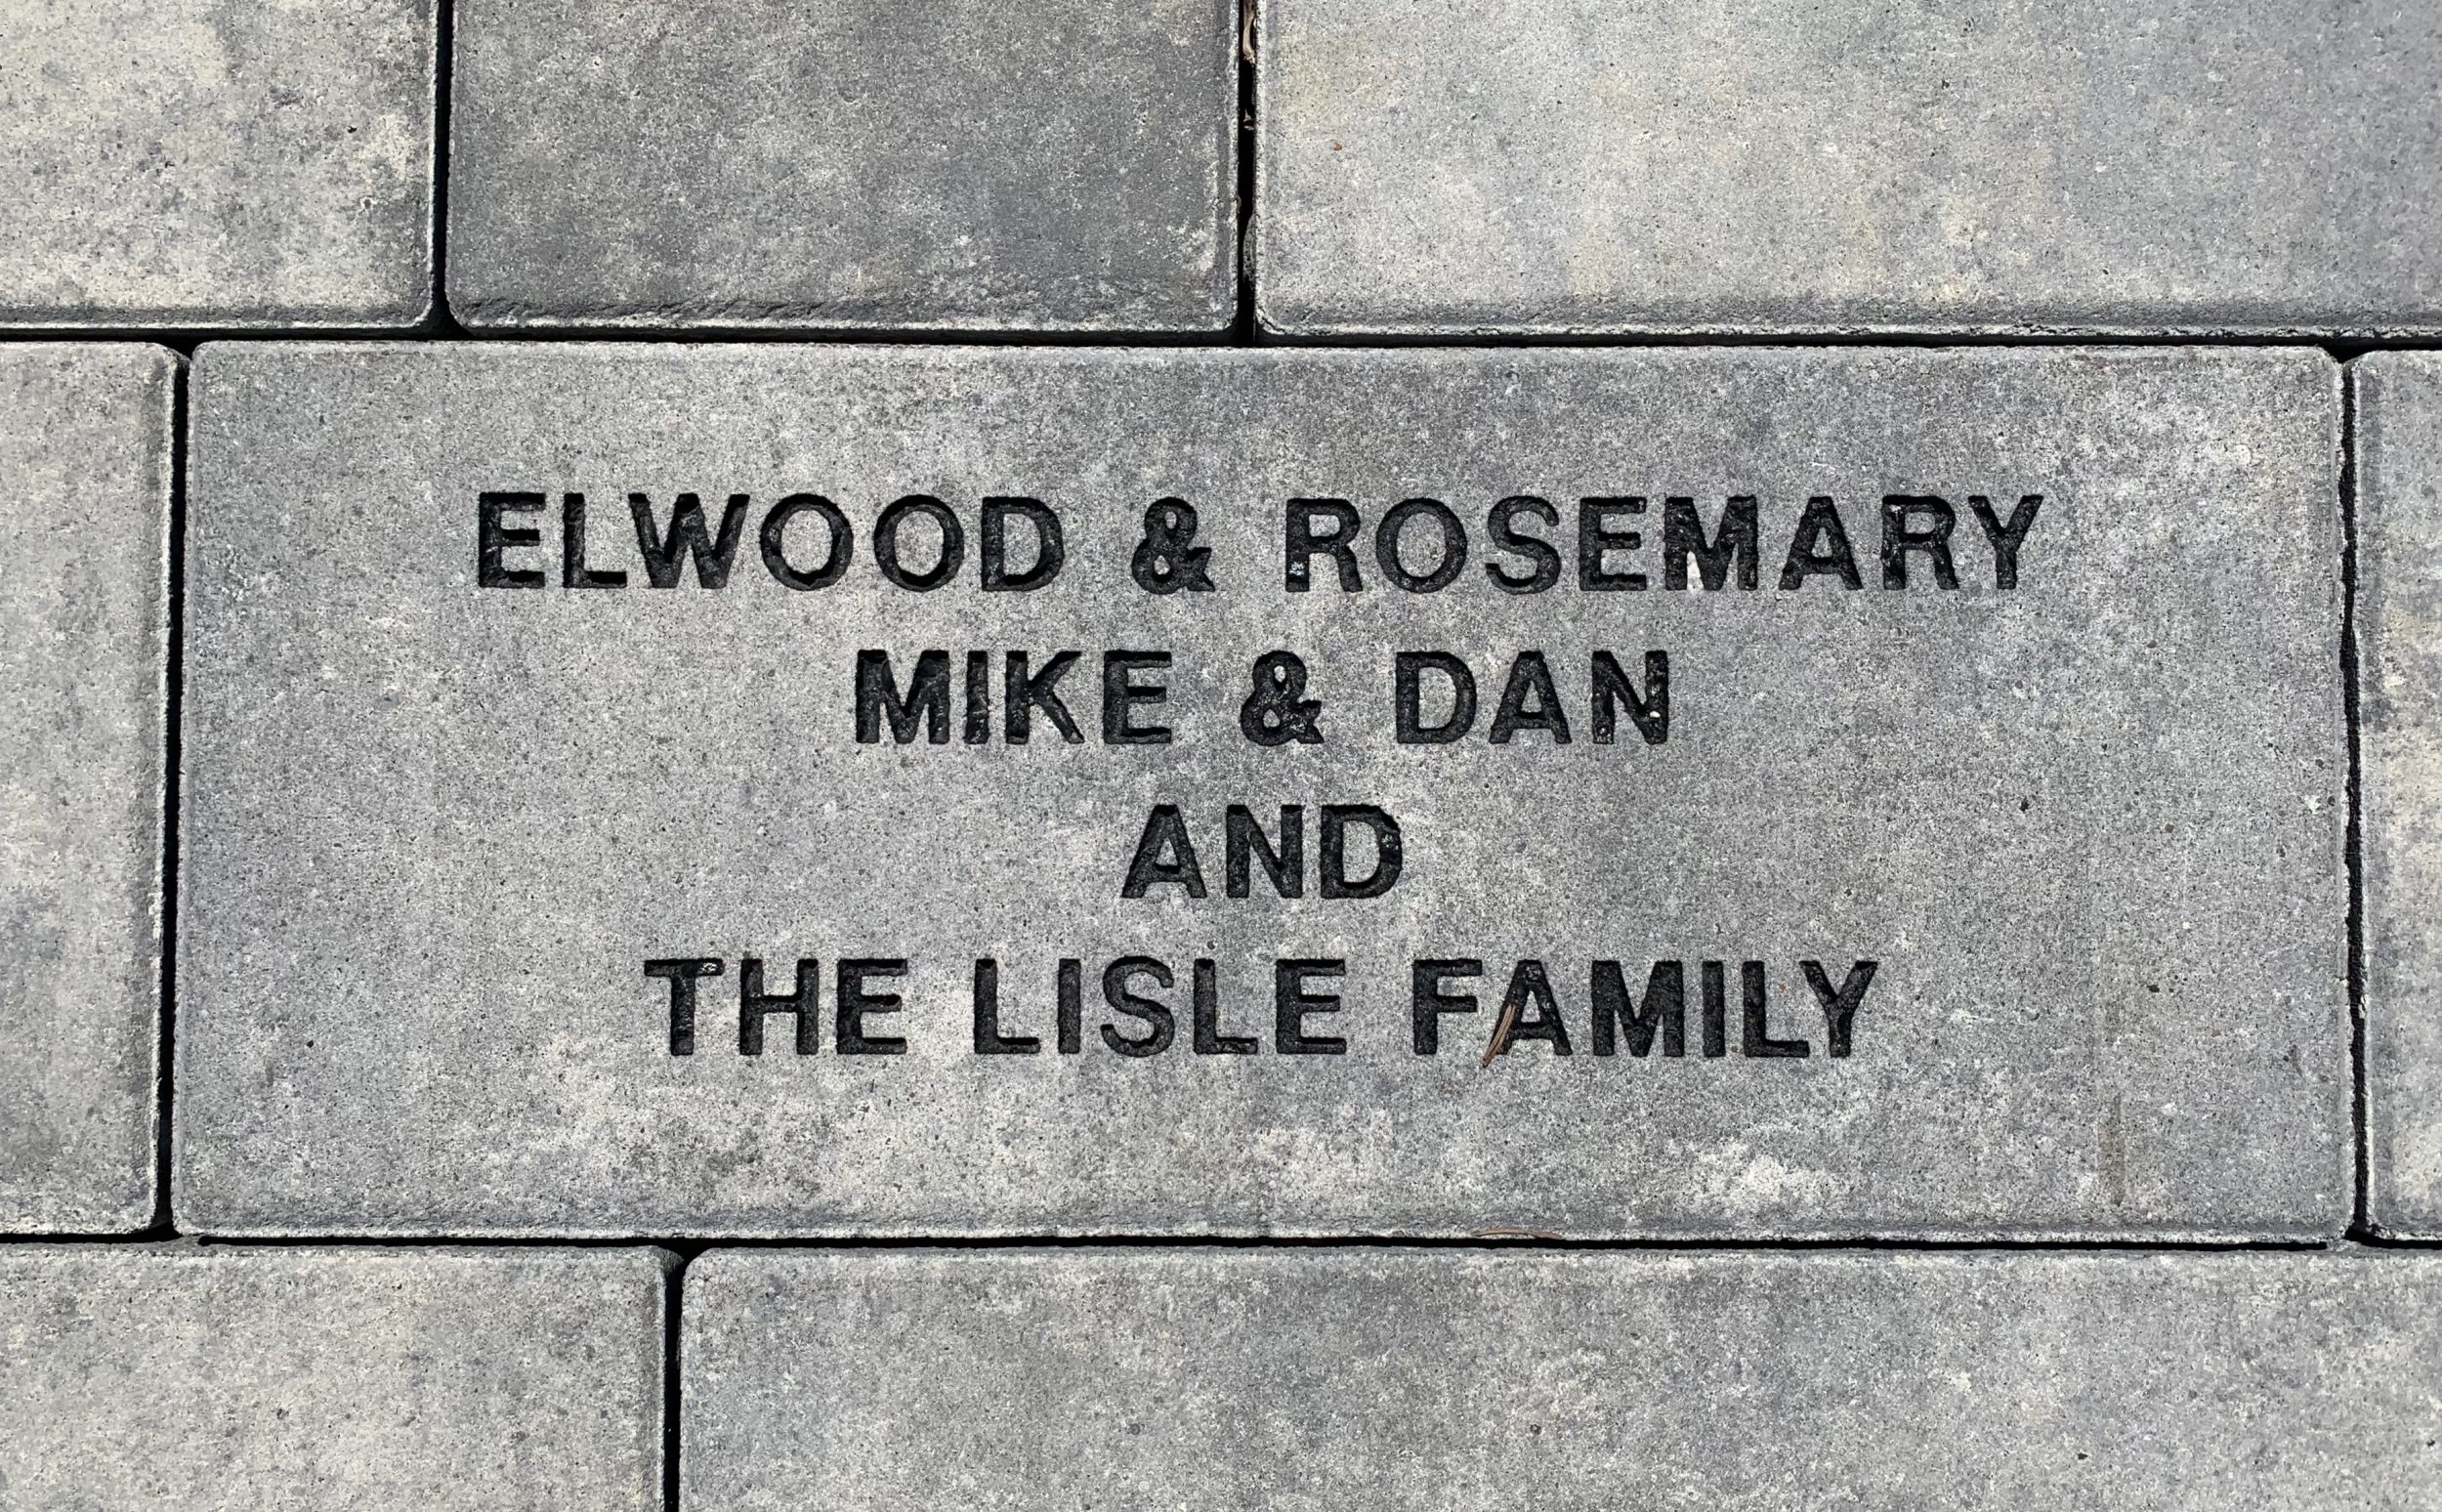 ELWOOD & ROSEMARY
MIKE & DAN
AND
THE LISLE FAMILY